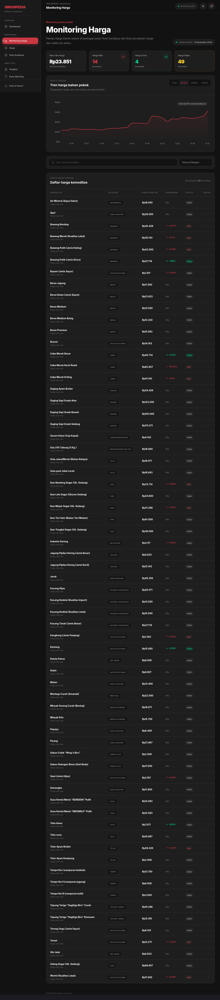 SIMONPEDIA
BAPOK SURABAYA
OVERVIEW
Dashboard
MONITORING
Monitoring Harga
Pasar
Peta Surabaya
ANALYTICS
Prediksi
Early Warning
Data & Export
SIMONPEDIA / Monitoring
Monitoring Harga
Monitoring aktif
Monitoring bahan pokok
Monitoring Harga
Pantau harga bahan pokok di berbagai pasar Kota Surabaya dan lihat perubahan harga
dari waktu ke waktu.
Update terakhir 31 Desember 2024
Rata-rata Harga
Rp23.851
seluruh komoditas
Harga Naik
14
komoditas
Harga Turun
4
komoditas
Harga Stabil
49
komoditas
PRICE TREND
Tren harga bahan pokok
Pergerakan harga rata-rata dalam periode terakhir.
7 Hari 30 Hari 3 Bulan 6 Bulan
Tidak ada HET untuk komoditas ini
Rp80k
Rp60k
Rp40k
Rp20k
Rp0k
12-04 12-07 12-10 12-13 12-16 12-19 12-22 12-25 12-28 12-31
Cari nama komoditas...
Semua Kategori
PRICE MONITORING
Daftar harga komoditas
Menampilkan 67 komoditas
KOMODITAS KATEGORI HARGA HARI INI PERUBAHAN STATUS DETAIL
Air Mineral (Aqua Galon) AIR MINERAL Rp18.500 0% Stabil
Harga rata-rata
Apel BUAH-BUAHAN Rp29.000 0% Stabil
Harga rata-rata
Bawang Bombay BAWANG Rp30.429 +0.47% Naik
Harga rata-rata
Bawang Merah (Kualitas Lokal) BAWANG Rp35.143 +2.5% Naik
Harga rata-rata
Bawang Putih (Jenis Kating) BAWANG Rp42.000 +0.34% Naik
Harga rata-rata
Bawang Putih (Jenis Sinco) BAWANG Rp37.714 -1.86% Turun
Harga rata-rata
Bayam (Jenis Sayur) SAYUR-SAYURAN Rp1.917 +0.02% Stabil
Harga rata-rata
Beras Jagung BERAS Rp11.500 0% Stabil
Harga rata-rata
Beras Ketan (Jenis Siyem) BERAS Rp21.833 0% Stabil
Harga rata-rata
Beras Medium BERAS Rp13.500 0% Stabil
Harga rata-rata
Beras Medium Bulog BERAS Rp12.320 0% Stabil
Harga rata-rata
Beras Premium BERAS Rp15.583 0% Stabil
Harga rata-rata
Buncis SAYUR-SAYURAN Rp14.143 0% Stabil
Harga rata-rata
Cabe Merah Besar CABAI Rp40.714 -3.72% Turun
Harga rata-rata
Cabe Merah Kecil-Rawit CABAI Rp62.857 +22.22% Naik
Harga rata-rata
Cabe Merah Kriting CABAI Rp41.143 +3.6% Naik
Harga rata-rata
Daging Ayam Broiler DAGING Rp34.429 0% Stabil
Harga rata-rata
Daging Sapi Grade Atas DAGING Rp122.500 0% Stabil
Harga rata-rata
Daging Sapi Grade Bawah DAGING Rp105.000 0% Stabil
Harga rata-rata
Daging Sapi Grade Sedang DAGING Rp113.571 0% Stabil
Harga rata-rata
Garam Halus (Cap Kapal) GARAM BERYODIUM Rp4.143 0% Stabil
Harga rata-rata
Gas LPG Tabung (3 Kg.) BAHAN BAKAR GAS LPG Rp18.000 0% Stabil
Harga rata-rata
Gula Jawa/Merah (Bahan Kelapa) GULA Rp18.071 0% Stabil
Harga rata-rata
Gula pasir lokal curah GULA Rp16.643 0% Stabil
Harga rata-rata
Ikan Bandeng Segar (Uk. Sedang) IKAN Rp33.714 +0.85% Naik
Harga rata-rata
Ikan Lele Segar (Ukuran Sedang) IKAN Rp24.800 0% Stabil
Harga rata-rata
Ikan Mujair Segar (Uk. Sedang) IKAN Rp31.286 +1.39% Naik
Harga rata-rata
Ikan Teri Asin (Bukan Teri Medan) IKAN Rp91.000 0% Stabil
Harga rata-rata
Ikan Tongkol Segar (Uk. Sedang) IKAN Rp36.000 0% Stabil
Harga rata-rata
Indomie Goreng MIE INSTAN Rp3.117 +0.01% Stabil
Harga rata-rata
Jagung Pipilan Kering (Jenis Besar) JAGUNG Rp9.833 0% Stabil
Harga rata-rata
Jagung Pipilan Kering (Jenis Kecil) JAGUNG Rp12.143 0% Stabil
Harga rata-rata
Jeruk BUAH-BUAHAN Rp26.250 0% Stabil
Harga rata-rata
Kacang Hijau KACANG-KACANGAN Rp20.571 0% Stabil
Harga rata-rata
Kacang Kedelai (Kualitas Import) KACANG-KACANGAN Rp13.500 0% Stabil
Harga rata-rata
Kacang Kedelai (Kualitas Lokal) KACANG-KACANGAN Rp15.000 0% Stabil
Harga rata-rata
Kacang Tanah (Jenis Besar) KACANG-KACANGAN Rp27.714 0% Stabil
Harga rata-rata
Kangkung (Jenis Panjang) SAYUR-SAYURAN Rp1.583 +5.53% Naik
Harga rata-rata
Kentang SAYUR-SAYURAN Rp15.000 -2.78% Turun
Harga rata-rata
Ketela Pohon UBI-UBIAN Rp6.000 0% Stabil
Harga rata-rata
Kubis SAYUR-SAYURAN Rp8.857 0% Stabil
Harga rata-rata
Melon BUAH-BUAHAN Rp13.400 0% Stabil
Harga rata-rata
Mentega Curah (Amanda) MENTEGA Rp22.000 0% Stabil
Harga rata-rata
Minyak Goreng Curah (Bening) MINYAK GORENG Rp19.071 0% Stabil
Harga rata-rata
Minyak Kita MINYAK GORENG Rp15.750 0% Stabil
Harga rata-rata
Pepaya BUAH-BUAHAN Rp8.400 0% Stabil
Harga rata-rata
Pisang BUAH-BUAHAN Rp21.667 0% Stabil
Harga rata-rata
Sabun Colek "Wing's Biru" SABUN CUCI Rp2.000 0% Stabil
Harga rata-rata
Sabun Detergen Rinso (Anti Noda) SABUN CUCI Rp17.500 0% Stabil
Harga rata-rata
Sawi (Jenis Hijau) SAYUR-SAYURAN Rp2.167 +0.02% Stabil
Harga rata-rata
Semangka BUAH-BUAHAN Rp11.800 0% Stabil
Harga rata-rata
Susu Kental Manis "BENDERA" Putih SUSU Rp12.583 0% Stabil
Harga rata-rata
Susu Kental Manis "INDOMILK" Putih SUSU Rp12.583 0% Stabil
Harga rata-rata
Tahu biasa TAHU Rp7.071 -0.01% Stabil
Harga rata-rata
Tahu susu TAHU Rp10.667 0% Stabil
Harga rata-rata
Telur Ayam Broiler TELUR Rp29.429 +0.24% Naik
Harga rata-rata
Telur Ayam Kampung TELUR Rp2.900 0% Stabil
Harga rata-rata
Tempe Kw I (campuran kedelai) TEMPE Rp13.750 0% Stabil
Harga rata-rata
Tempe Kw II (campuran jagung) TEMPE Rp6.000 0% Stabil
Harga rata-rata
Tempe Kw III (campuran kulit) TEMPE Rp3.000 0% Stabil
Harga rata-rata
Tepung Terigu "Segitiga Biru" Curah TEPUNG TERIGU Rp10.286 0% Stabil
Harga rata-rata
Tepung Terigu "Segitiga Biru" Kemasan TEPUNG TERIGU Rp12.100 0% Stabil
Harga rata-rata
Terong Ungu (Jenis Sayur) SAYUR-SAYURAN Rp9.143 0% Stabil
Harga rata-rata
Tomat SAYUR-SAYURAN Rp12.571 +2.32% Naik
Harga rata-rata
Ubi Jalar UBI-UBIAN Rp6.833 0% Stabil
Harga rata-rata
Udang Segar (Uk. Sedang) IKAN Rp66.857 0% Stabil
Harga rata-rata
Wortel (Kualitas Lokal) SAYUR-SAYURAN Rp11.500 +2.99% Naik
Harga rata-rata
SIMONPEDIA Bapok Surabaya